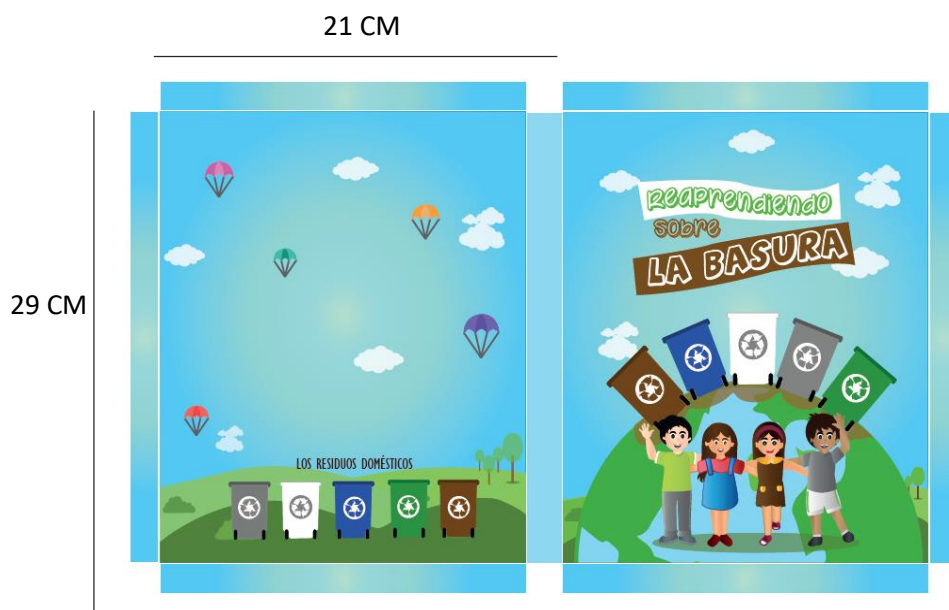 21 CM
29 CM
LOS RESIDUOS DOMÉSTICOS
Reaprendiendo
sobre
LA BASURA